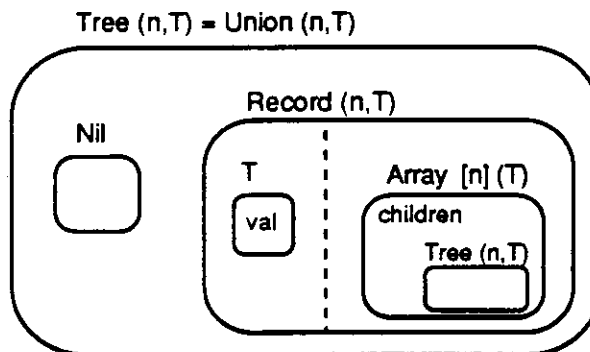 Tree (n,T) = Union (n,T)
Record (n,T)
Nil
T
Array [n] (T)
val
children
Tree (n,T)